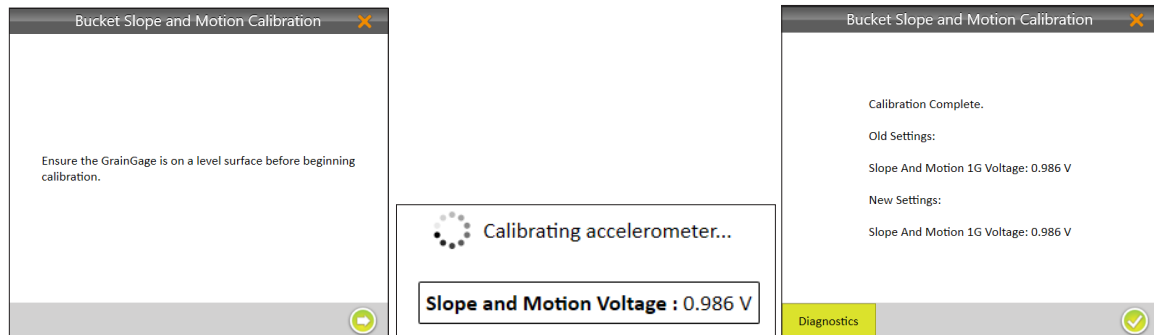 Bucket Slope and Motion Calibration
Ensure the GrainGage is on a level surface before beginning
calibration.
Calibrating accelerometer...
Slope and Motion Voltage : 0.986 V
Bucket Slope and Motion Calibration
Calibration Complete.
Old Settings:
Slope And Motion 1G Voltage: 0.986 V
New Settings:
Slope And Motion 1G Voltage: 0.986 V
Diagnostics